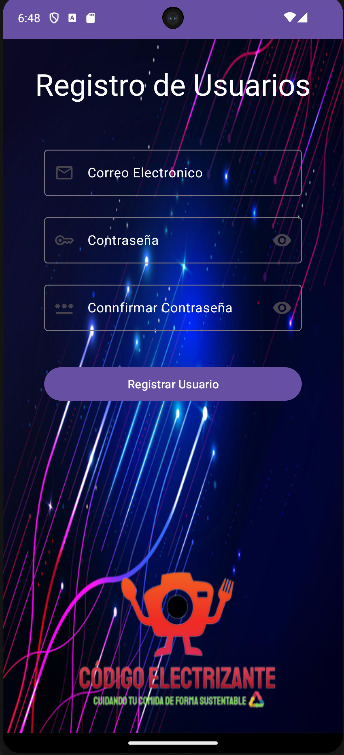 6:48
Registro de Usuarios
Correo Electronico
Contraseña
Connfirmar Contraseña
Registrar Usuario
CÓDIGO ELECTRIZANTE
CUIDANDO TU COMIDA DE FORMA SUSTENTABLE